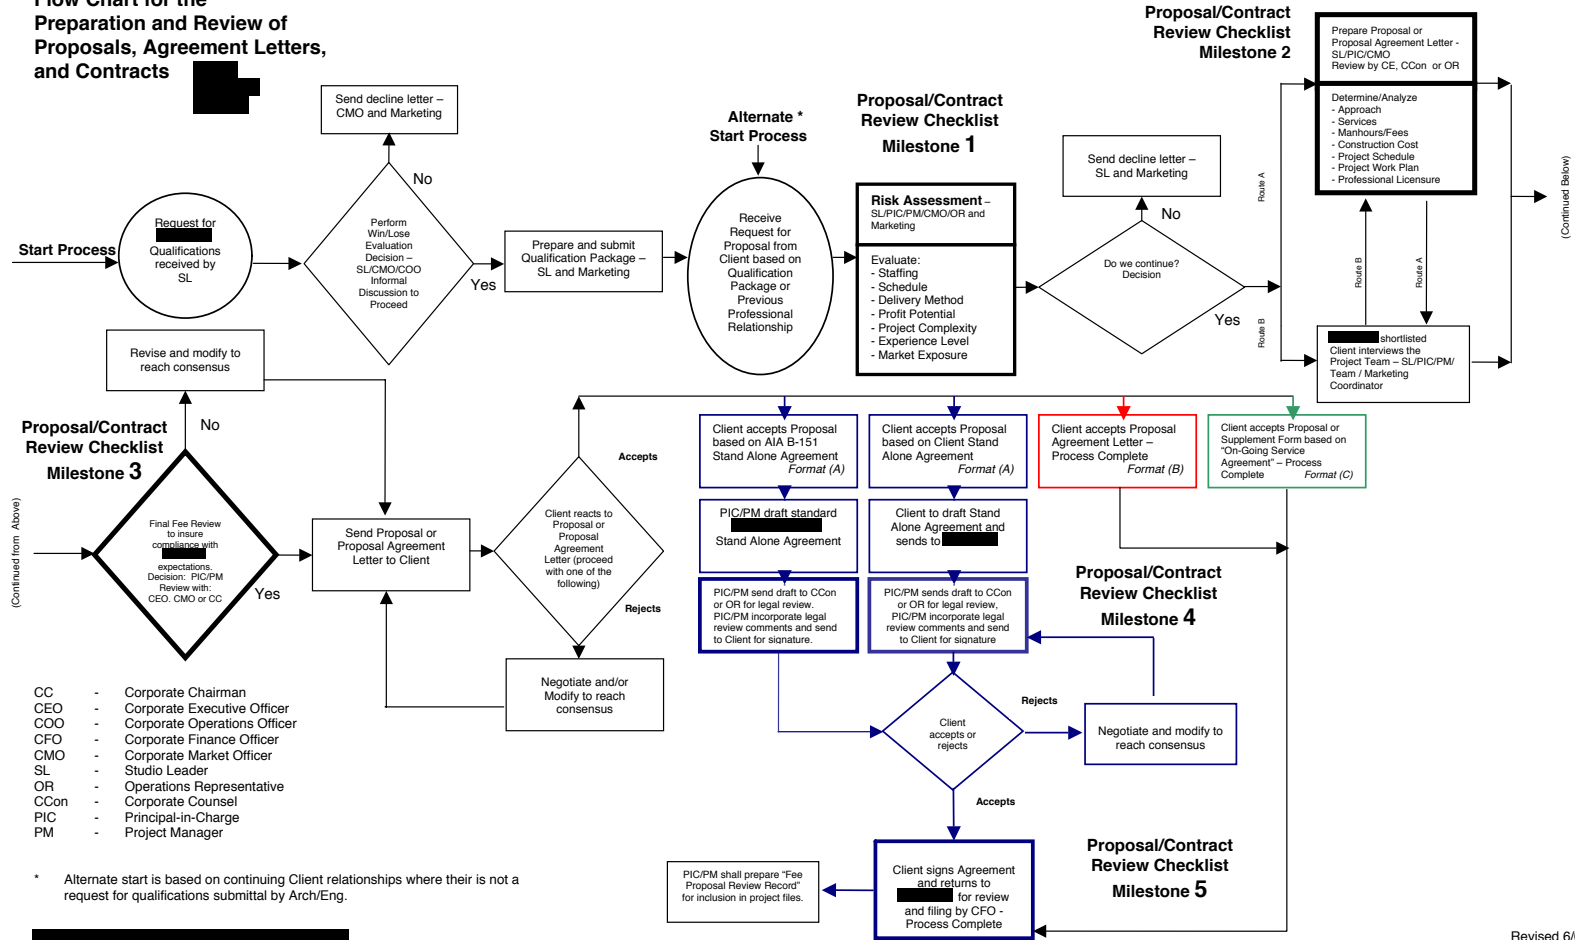 Flow Chart for the
Preparation and Review of
Proposals, Agreement Letters,
and Contracts
Start Process
Request for
Qualifications
received by
SL
Send decline letter –
CMO and Marketing
No
Perform
Win/Lose
Evaluation
Decision –
SL/CMO/COO
Informal
Discussion to
Proceed
Yes
Prepare and submit
Qualification Package –
SL and Marketing
Alternate *
Start Process
Receive
Request for
Proposal from
Client based on
Qualification
Package or
Previous
Professional
Relationship
Proposal/Contract
Review Checklist
Milestone 1
Risk Assessment –
SL/PIC/PM/CMO/OR and
Marketing
Evaluate:
- Staffing
- Schedule
- Delivery Method
- Profit Potential
- Project Complexity
- Experience Level
- Market Exposure
Send decline letter –
SL and Marketing
No
Do we continue?
Decision
Yes
Route A
Route B
Proposal/Contract
Review Checklist
Milestone 2
Prepare Proposal or
Proposal Agreement Letter -
SL/PIC/CMO
Review by CE, CCon or OR
Determine/Analyze
- Approach
- Services
- Manhours/Fees
- Construction Cost
- Project Schedule
- Project Work Plan
- Professional Licensure
Route B
Route A
shortlisted
Client interviews the
Project Team – SL/PIC/PM/
Team / Marketing
Coordinator
(Continued Below)
Revise and modify to
reach consensus
No
Proposal/Contract
Review Checklist
Milestone 3
(Continued from Above)
Final Fee Review
to insure
compliance with
expectations.
Decision: PIC/PM
Review with:
CEO. CMO or CC
Yes
Send Proposal or
Proposal Agreement
Letter to Client
Client reacts to
Proposal or
Proposal
Agreement
Letter (proceed
with one of the
following)
Accepts
Rejects
Negotiate and/or
Modify to reach
consensus
Client accepts Proposal
based on AIA B-151
Stand Alone Agreement
Format (A)
Client accepts Proposal
based on Client Stand
Alone Agreement
Format (A)
Client accepts Proposal
Agreement Letter –
Process Complete
Format (B)
Client accepts Proposal or
Supplement Form based on
“On-Going Service
Agreement” – Process
Complete Format (C)
PIC/PM draft standard
Stand Alone Agreement
Client to draft Stand
Alone Agreement and
sends to
PIC/PM send draft to CCon
or OR for legal review.
PIC/PM incorporate legal
review comments and send
to Client for signature.
PIC/PM sends draft to CCon
or OR for legal review,
PIC/PM incorporate legal
review comments and send
to Client for signature
Proposal/Contract
Review Checklist
Milestone 4
Client
accepts or
rejects
Rejects
Negotiate and modify to
reach consensus
Accepts
Client signs Agreement
and returns to
for review
and filing by CFO -
Process Complete
Proposal/Contract
Review Checklist
Milestone 5
PIC/PM shall prepare “Fee
Proposal Review Record”
for inclusion in project files.
CC - Corporate Chairman
CEO - Corporate Executive Officer
COO - Corporate Operations Officer
CFO - Corporate Finance Officer
CMO - Corporate Market Officer
SL - Studio Leader
OR - Operations Representative
CCon - Corporate Counsel
PIC - Principal-in-Charge
PM - Project Manager
* Alternate start is based on continuing Client relationships where their is not a
request for qualifications submittal by Arch/Eng.
Revised 6/